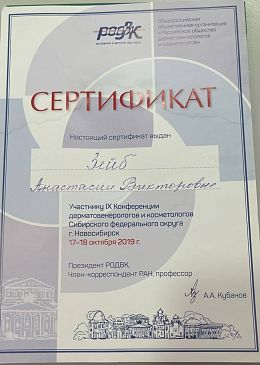 РОДВК
Общероссийская
общественная организация
«Российское общество
дерматовенерологов
и косметологов»
СЕРТИФИКАТ
Настоящий сертификат выдан
Зейб
Анастасии Викторовне
Участнику IX Конференции
дерматовенерологов и косметологов
Сибирского федерального округа
г. Новосибирск
17-18 октября 2019 г.
Президент РОДВК,
Член-корреспондент РАН, профессор
А.А. Кубанов